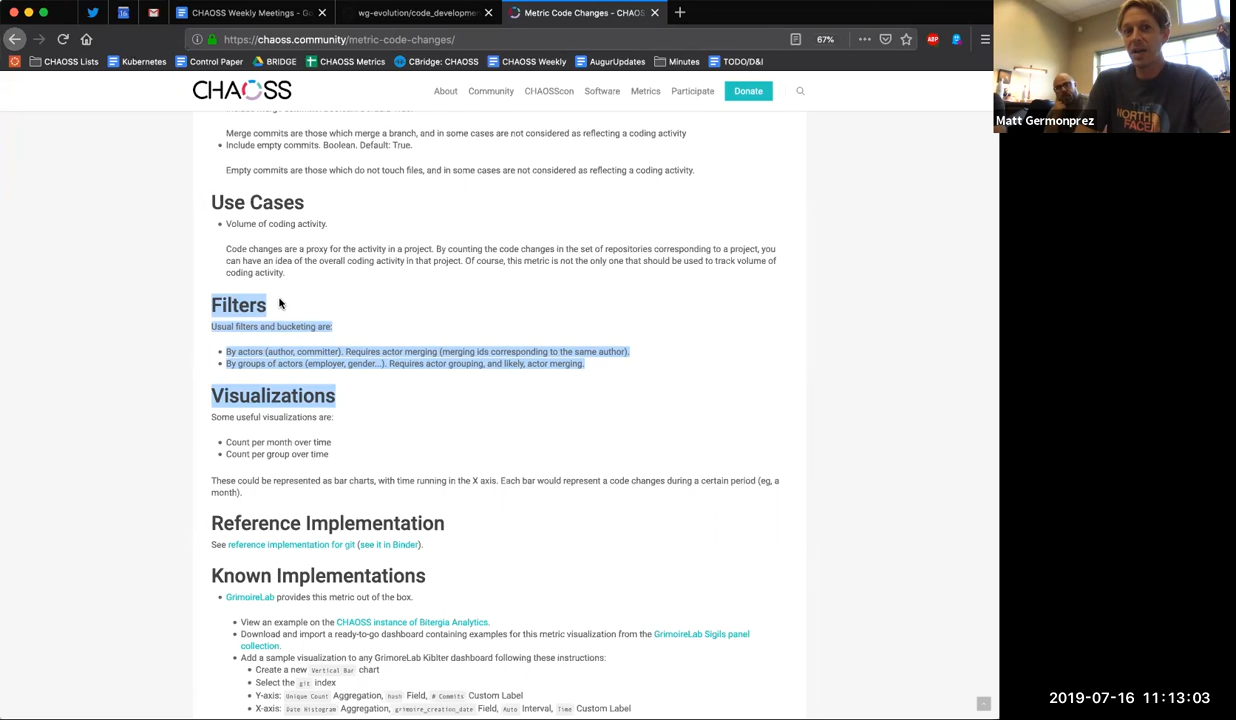 CHAOSS Weekly Meetings - Go
wg-evolution/code_developmen
Metric Code Changes - CHAOS
https://chaoss.community/metric-code-changes/
67%
CHAOSS Lists
Kubernetes
Control Paper
BRIDGE
CHAOSS Metrics
CBridge: CHAOSS
CHAOSS Weekly
AugurUpdates
Minutes
TODO/D&I
CHAOSS
About
Community
CHAOSScon
Software
Metrics
Participate
Donate
Merge commits are those which merge a branch, and in some cases are not considered as reflecting a coding activity
• Include empty commits. Boolean. Default: True.
Empty commits are those which do not touch files, and in some cases are not considered as reflecting a coding activity.
Use Cases
• Volume of coding activity.
Code changes are a proxy for the activity in a project. By counting the code changes in the set of repositories corresponding to a project, you
can have an idea of the overall coding activity in that project. Of course, this metric is not the only one that should be used to track volume of
coding activity.
Filters
Usual filters and bucketing are:
• By actors (author, committer). Requires actor merging (merging ids corresponding to the same author).
• By groups of actors (employer, gender...). Requires actor grouping, and likely, actor merging.
Visualizations
Some useful visualizations are:
• Count per month over time
• Count per group over time
These could be represented as bar charts, with time running in the X axis. Each bar would represent a code changes during a certain period (eg, a
month).
Reference Implementation
See reference implementation for git (see it in Binder).
Known Implementations
• GrimoireLab provides this metric out of the box.
• View an example on the CHAOSS instance of Bitergia Analytics.
• Download and import a ready-to-go dashboard containing examples for this metric visualization from the GrimoireLab Sigils panel
collection.
• Add a sample visualization to any GrimoreLab Kibiter dashboard following these instructions:
• Create a new Vertical Bar chart
• Select the git index
• Y-axis: Unique Count Aggregation, hash Field, # Commits Custom Label
• X-axis: Date Histogram Aggregation, grimoire_creation_date Field, Auto Interval, Time Custom Label
THE
NORTH
FACE
Matt Germonprez
2019-07-16 11:13:03